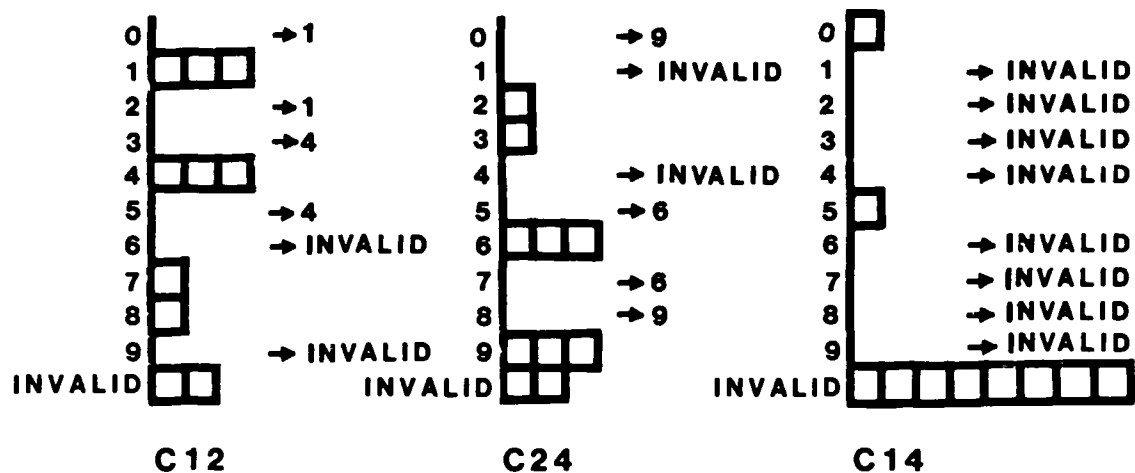 0 →1
1
2 →1
3 →4
4
5 →4
6 →INVALID
7
8
9 →INVALID
INVALID
C12
0 →9
1 →INVALID
2
3
4 →INVALID
5 →6
6
7 →6
8 →9
9
INVALID
C24
0
1 →INVALID
2 →INVALID
3 →INVALID
4 →INVALID
5
6 →INVALID
7 →INVALID
8 →INVALID
9 →INVALID
INVALID
C14